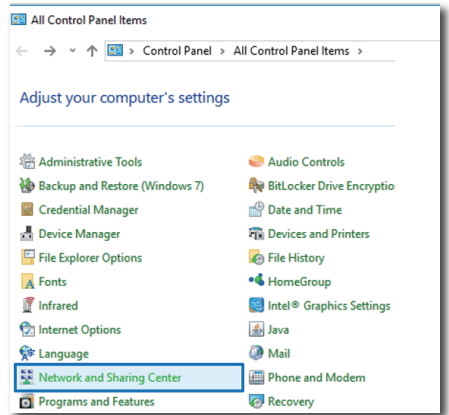 All Control Panel Items
Control Panel > All Control Panel Items >
Adjust your computer's settings
Administrative Tools
Audio Controls
Backup and Restore (Windows 7)
BitLocker Drive Encryptio
Credential Manager
Date and Time
Device Manager
Devices and Printers
File Explorer Options
File History
Fonts
HomeGroup
Infrared
Intel® Graphics Settings
Internet Options
Java
Language
Mail
Network and Sharing Center
Phone and Modem
Programs and Features
Recovery